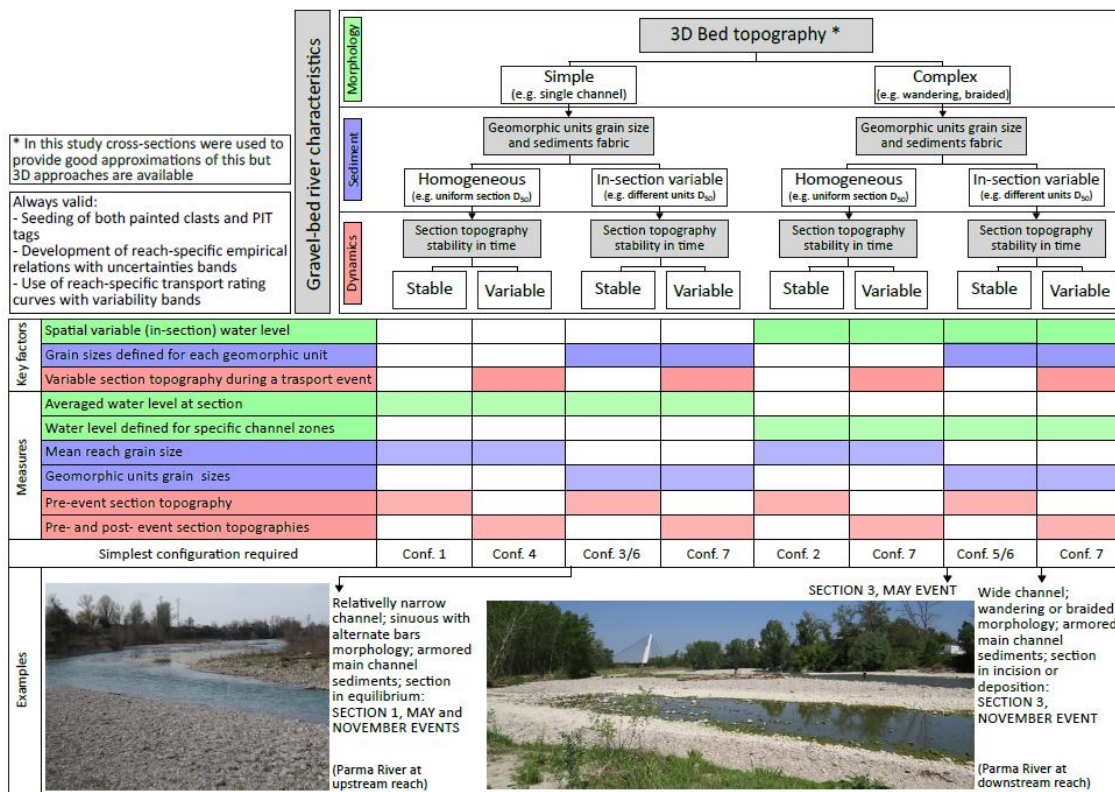 Gravel-bed river characteristics
Morphology
3D Bed topography *
Simple
(e.g. single channel)
Complex
(e.g. wandering, braided)
* In this study cross-sections were used to
provide good approximations of this but
3D approaches are available
Always valid:
- Seeding of both painted clasts and PIT
tags
- Development of reach-specific empirical
relations with uncertainties bands
- Use of reach-specific transport rating
curves with variability bands
Sediment
Geomorphic units grain size
and sediments fabric
Geomorphic units grain size
and sediments fabric
Homogeneous
(e.g. uniform section D50)
In-section variable
(e.g. different units D50)
Homogeneous
(e.g. uniform section D50)
In-section variable
(e.g. different units D50)
Dynamics
Section topography
stability in time
Section topography
stability in time
Section topography
stability in time
Section topography
stability in time
Stable
Variable
Stable
Variable
Stable
Variable
Stable
Variable
Key factors
Spatial variable (in-section) water level
Grain sizes defined for each geomorphic unit
Variable section topography during a trasport event
Measures
Averaged water level at section
Water level defined for specific channel zones
Mean reach grain size
Geomorphic units grain sizes
Pre-event section topography
Pre- and post- event section topographies
Simplest configuration required
Conf. 1
Conf. 4
Conf. 3/6
Conf. 7
Conf. 2
Conf. 7
Conf. 5/6
Conf. 7
Examples
Relativelly narrow
channel; sinuous with
alternate bars
morphology; armored
main channel
sediments; section
in equilibrium:
SECTION 1, MAY and
NOVEMBER EVENTS
(Parma River at
upstream reach)
SECTION 3, MAY EVENT
Wide channel;
wandering or braided
morphology; armored
main channel
sediments; section
in incision or
deposition:
SECTION 3,
NOVEMBER EVENT
(Parma River at
downstream reach)